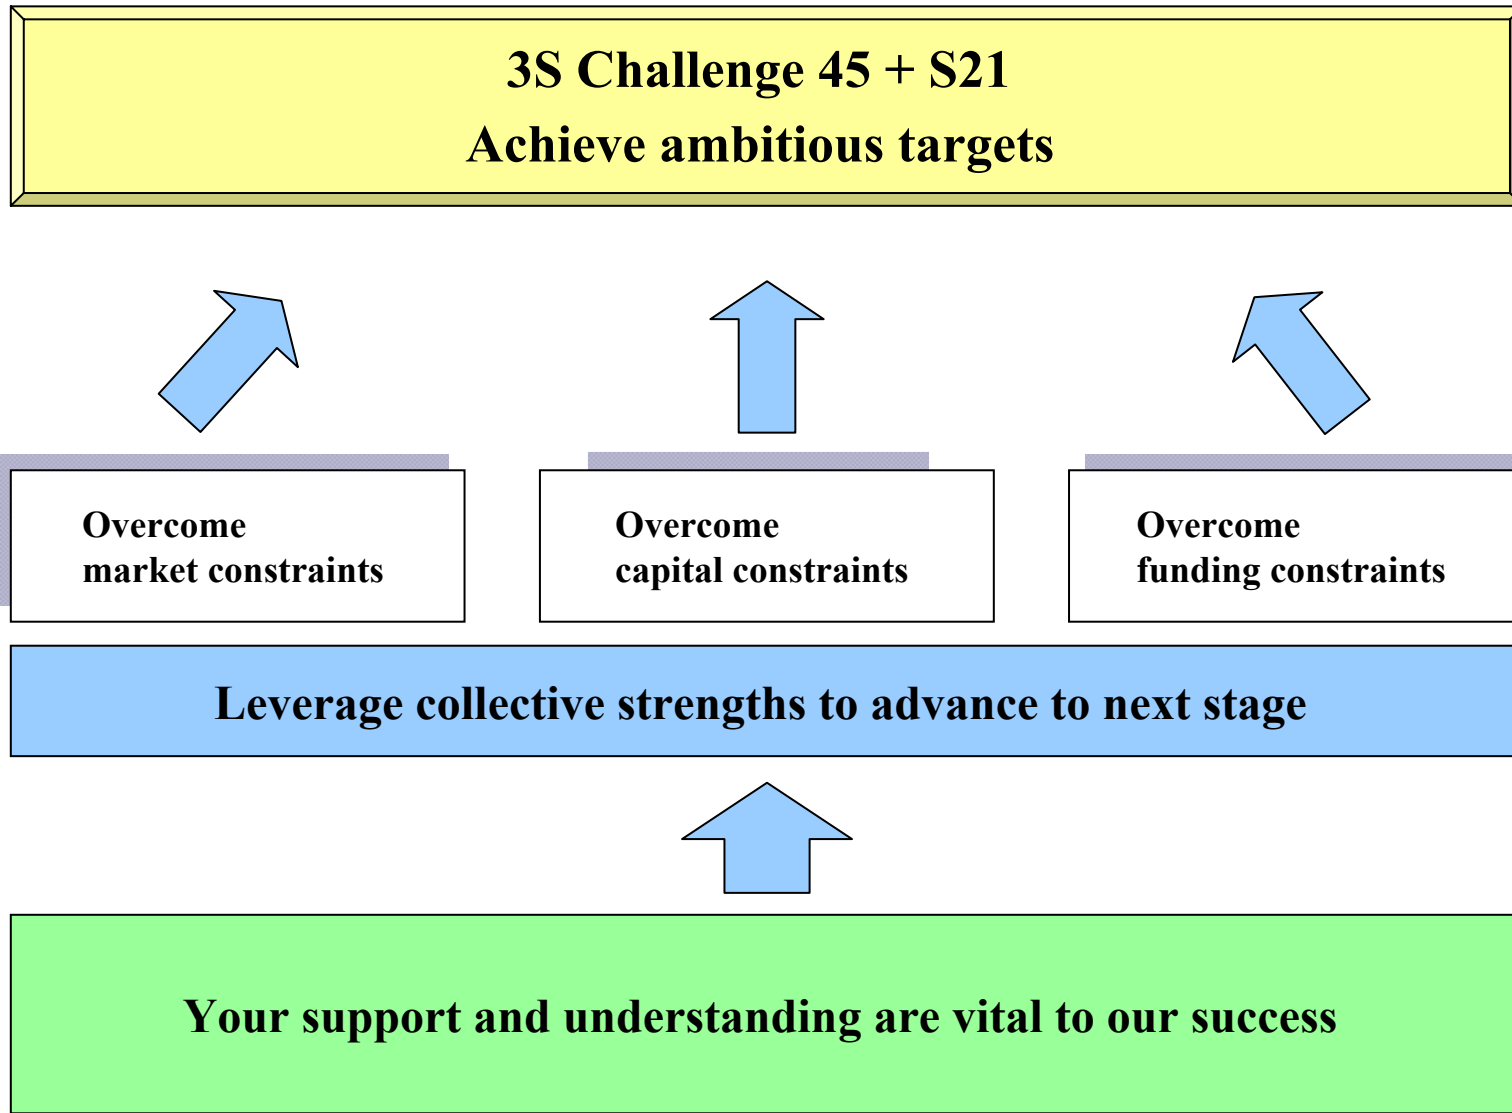 3S Challenge 45 + S21
Achieve ambitious targets
Overcome
market constraints
Overcome
capital constraints
Overcome
funding constraints
Leverage collective strengths to advance to next stage
Your support and understanding are vital to our success